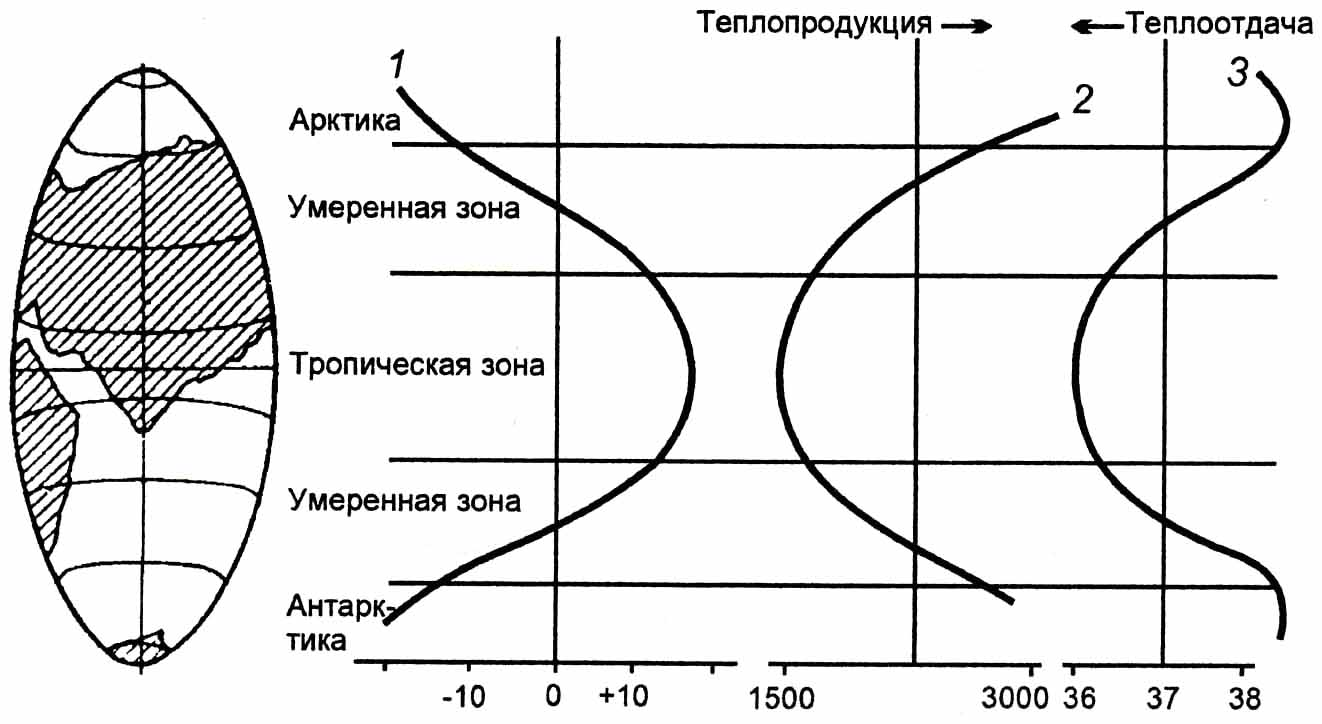 Теплопродукция → ← Теплоотдача
1
2
3
Арктика
Умеренная зона
Тропическая зона
Умеренная зона
Антарк-
тика
-10 0 +10 1500 3000 36 37 38